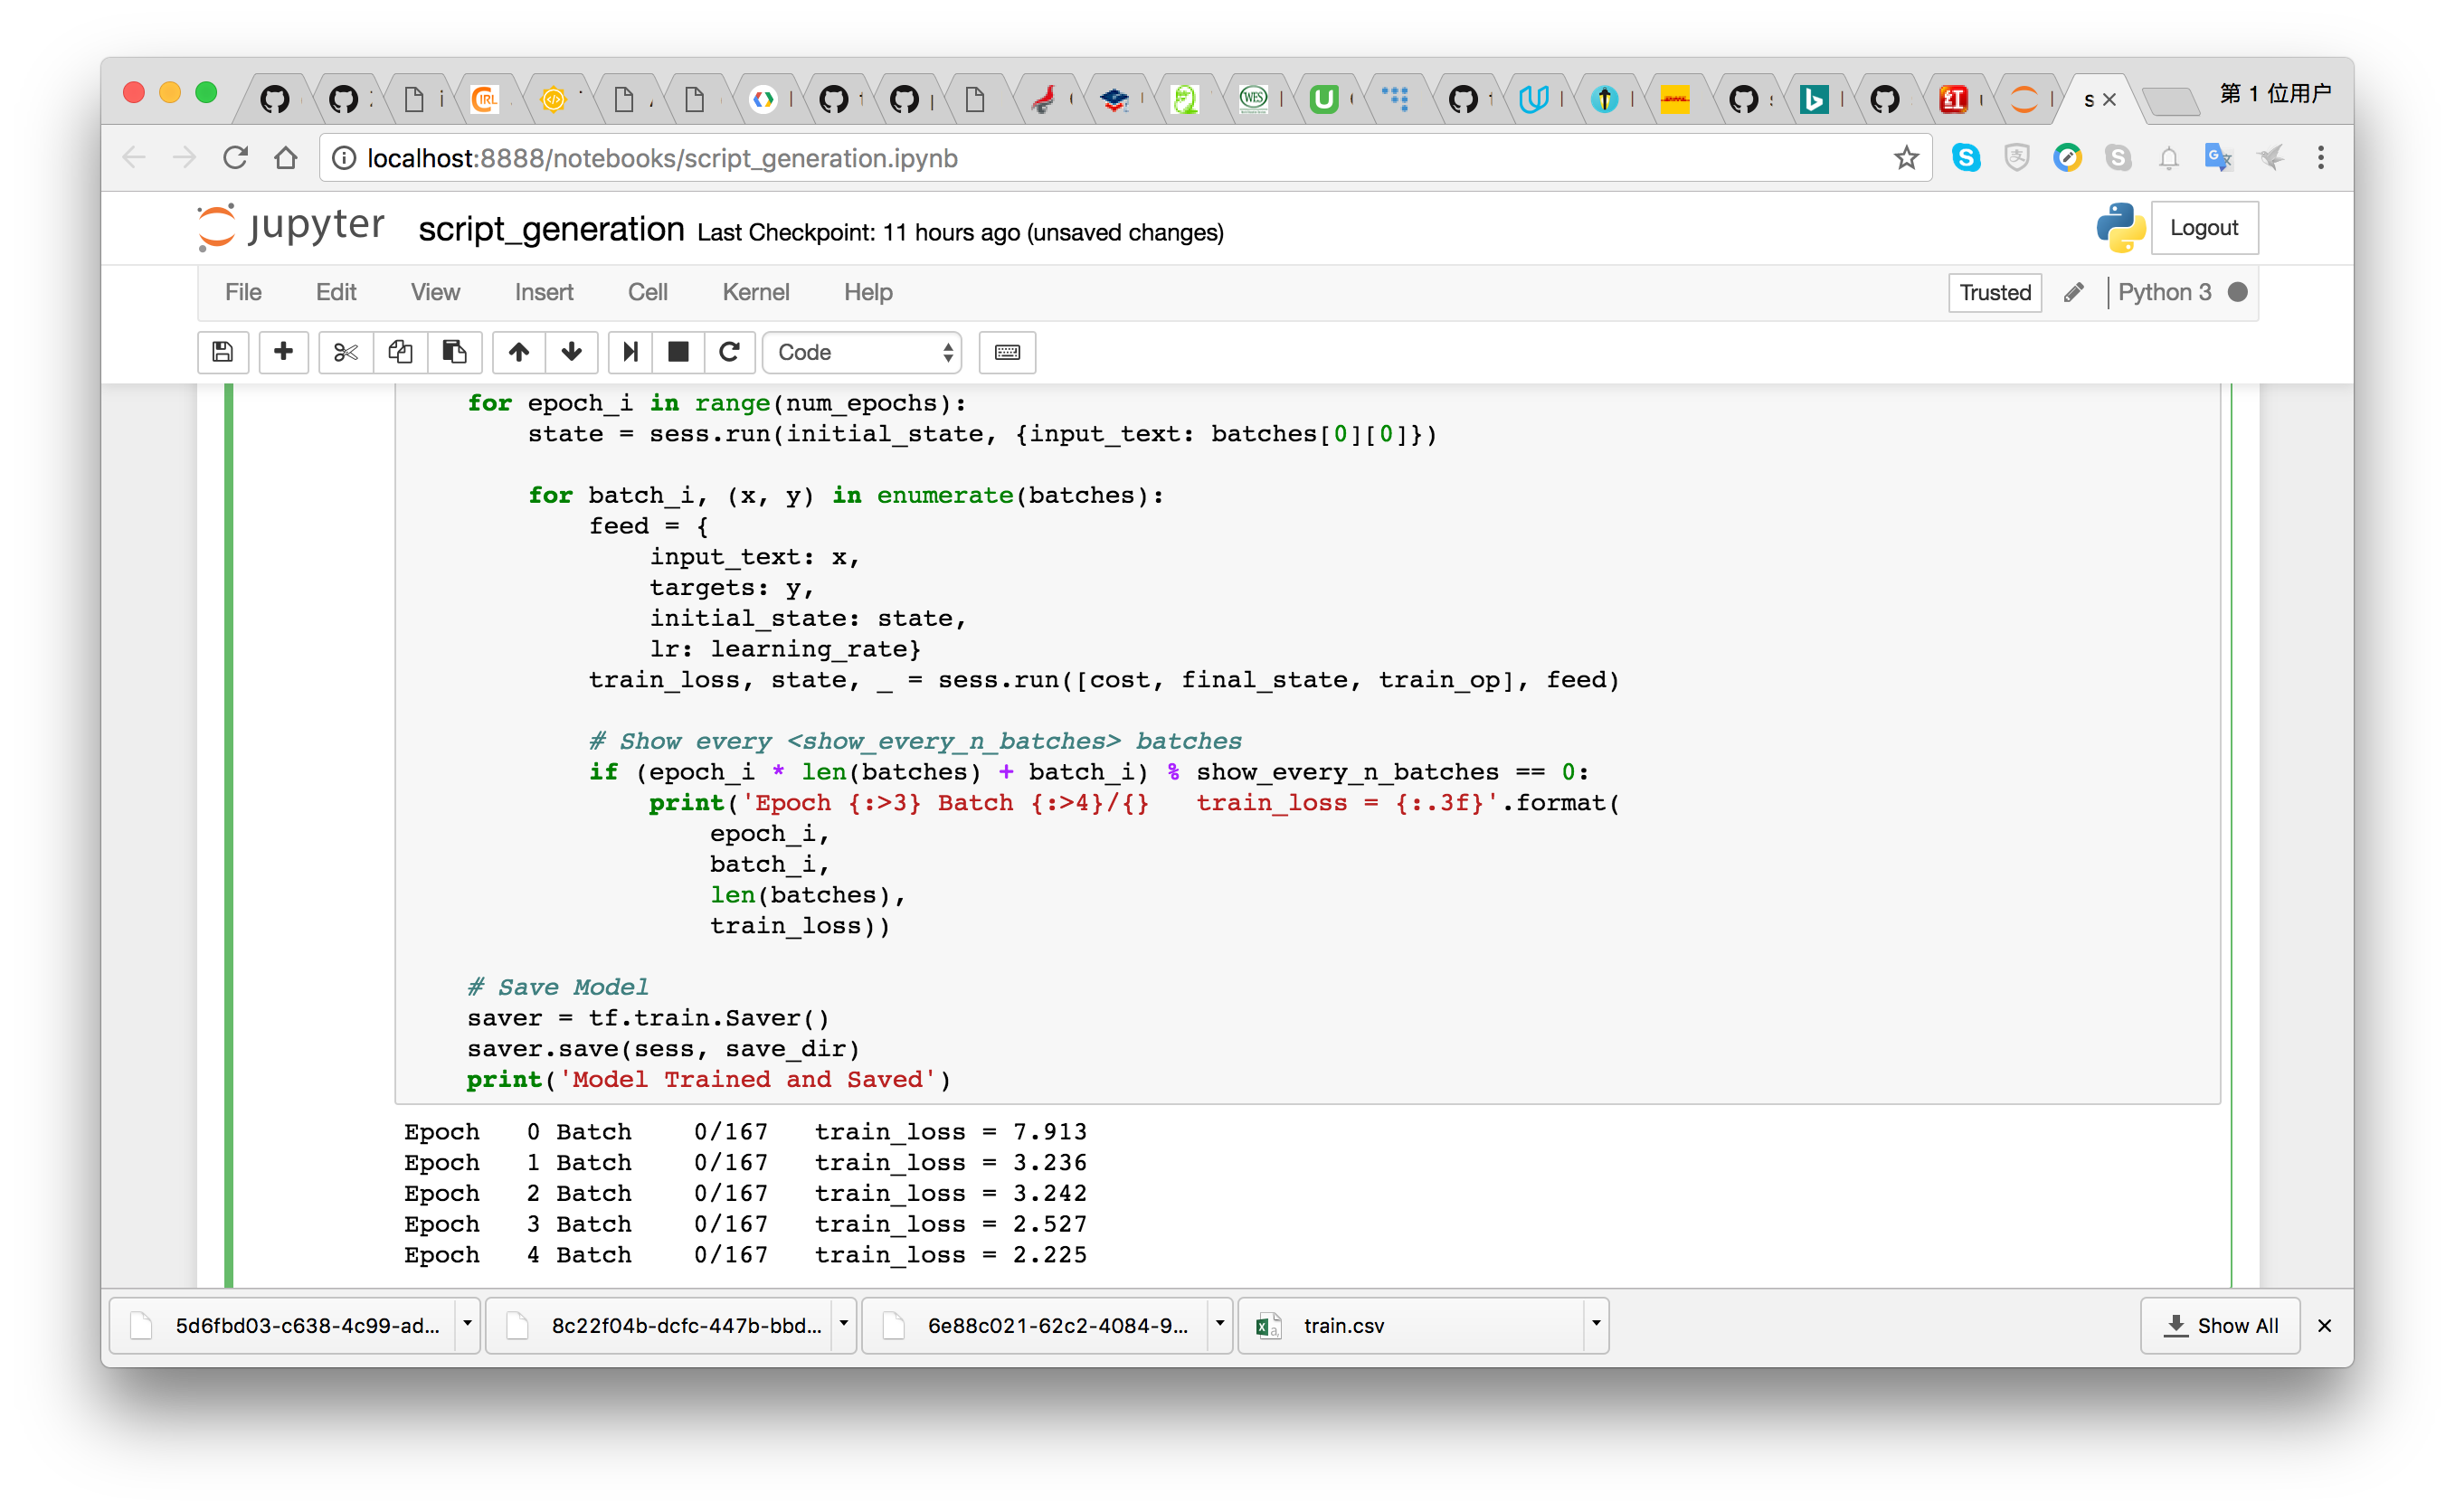 第 1 位用户
localhost:8888/notebooks/script_generation.ipynb
jupyter script_generation Last Checkpoint: 11 hours ago (unsaved changes) Logout
File Edit View Insert Cell Kernel Help Trusted Python 3
Code
for epoch_i in range(num_epochs):
state = sess.run(initial_state, {input_text: batches[0][0]})
for batch_i, (x, y) in enumerate(batches):
feed = {
input_text: x,
targets: y,
initial_state: state,
lr: learning_rate}
train_loss, state, _ = sess.run([cost, final_state, train_op], feed)
# Show every <show_every_n_batches> batches
if (epoch_i * len(batches) + batch_i) % show_every_n_batches == 0:
print('Epoch {:>3} Batch {:>4}/{}   train_loss = {:.3f}'.format(
epoch_i,
batch_i,
len(batches),
train_loss))
# Save Model
saver = tf.train.Saver()
saver.save(sess, save_dir)
print('Model Trained and Saved')
Epoch   0 Batch    0/167   train_loss = 7.913
Epoch   1 Batch    0/167   train_loss = 3.236
Epoch   2 Batch    0/167   train_loss = 3.242
Epoch   3 Batch    0/167   train_loss = 2.527
Epoch   4 Batch    0/167   train_loss = 2.225
5d6fbd03-c638-4c99-ad... 8c22f04b-dcfc-447b-bbd... 6e88c021-62c2-4084-9... train.csv Show All